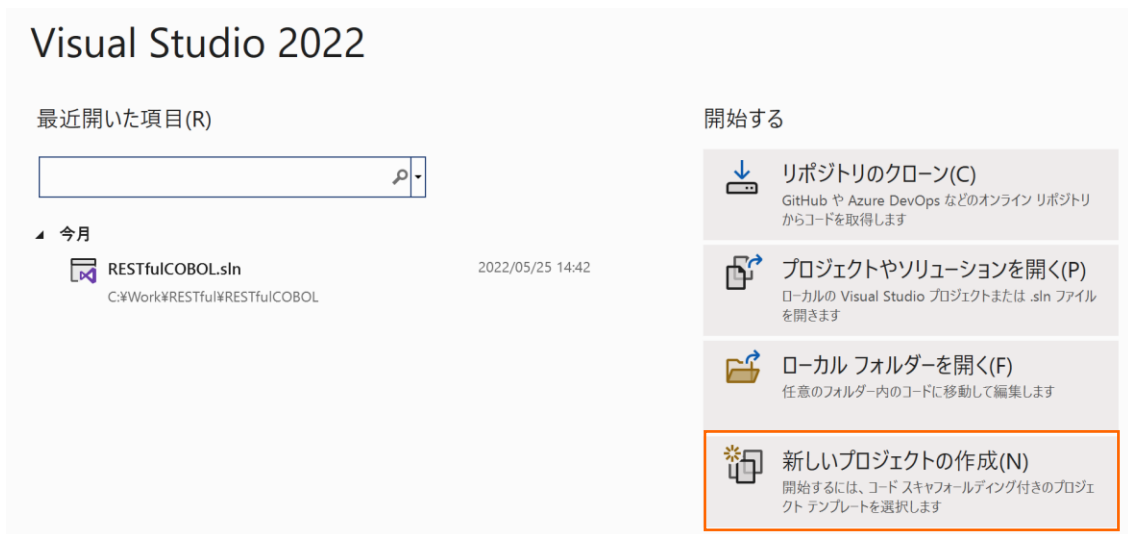 Visual Studio 2022
最近開いた項目(R)
今月
RESTfulCOBOL.sln
2022/05/25 14:42
C:¥Work¥RESTful¥RESTfulCOBOL
開始する
リポジトリのクローン(C)
GitHub や Azure DevOps などのオンライン リポジトリ
からコードを取得します
プロジェクトやソリューションを開く(P)
ローカルの Visual Studio プロジェクトまたは .sln ファイル
を開きます
ローカル フォルダーを開く(F)
任意のフォルダー内のコードに移動して編集します
新しいプロジェクトの作成(N)
開始するには、コード スキャフォールディング付きのプロジェ
クト テンプレートを選択します